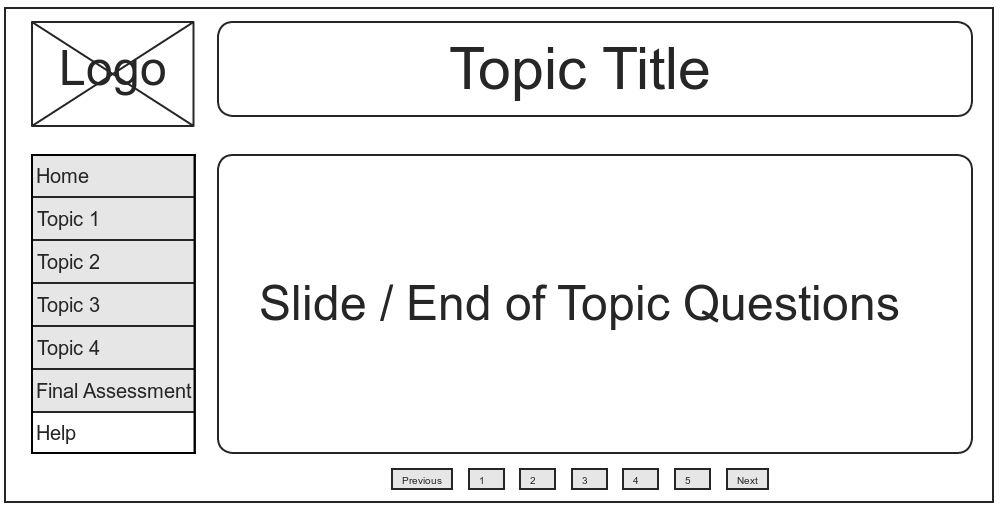 Logo
Topic Title
Home
Topic 1
Topic 2
Topic 3
Topic 4
Final Assessment
Help
Slide / End of Topic Questions
Previous 1 2 3 4 5 Next